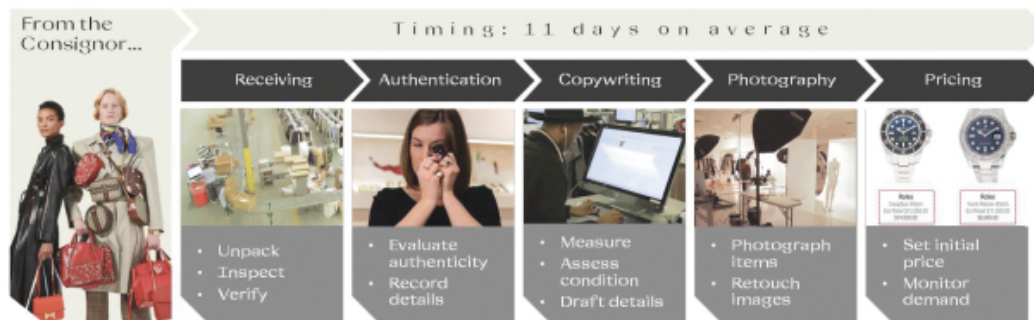 From the
Consignor...
Timing: 11 days on average
Receiving
Authentication
Copywriting
Photography
Pricing
• Unpack
• Inspect
• Verify
• Evaluate
authenticity
• Record
details
• Measure
• Assess
condition
• Draft details
• Photograph
items
• Retouch
images
Rolex
Rolex
• Set initial
price
• Monitor
demand